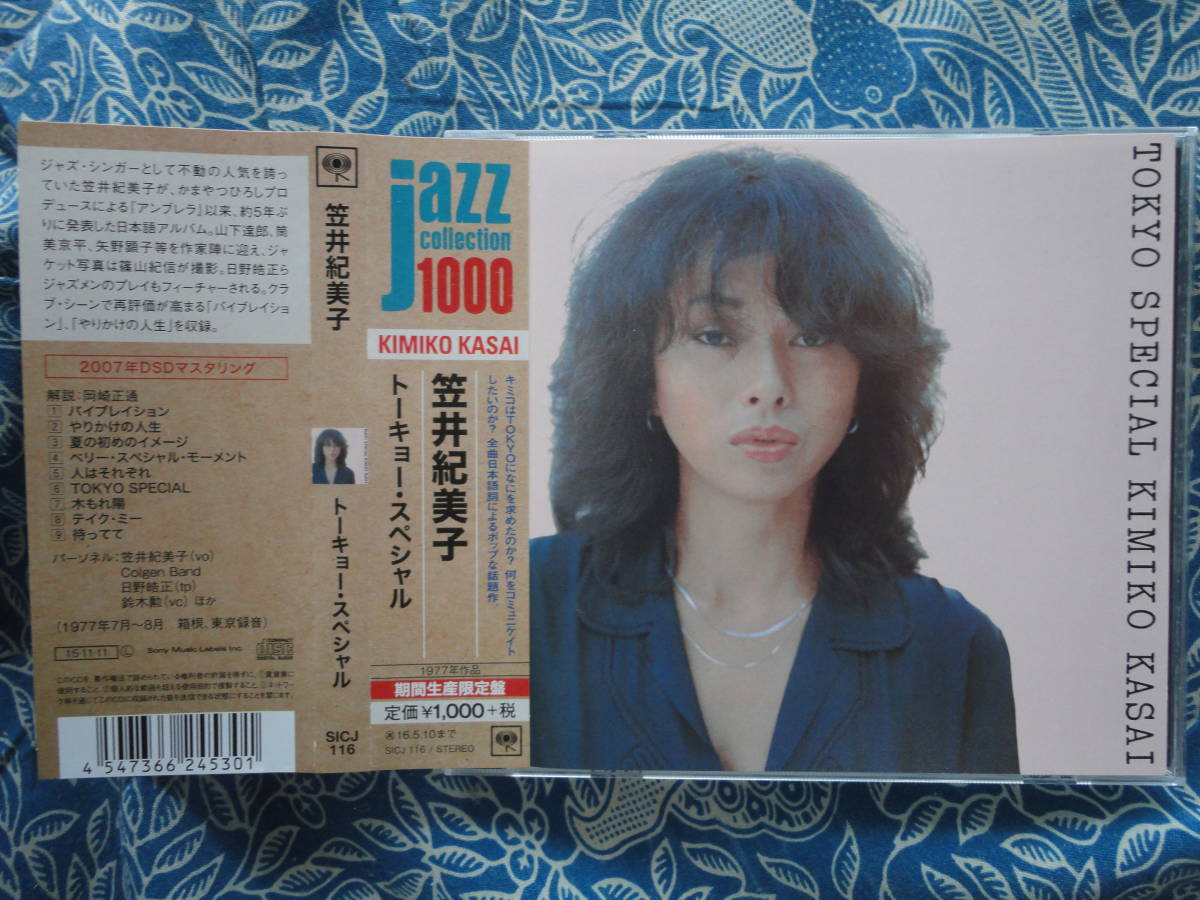 ジャズ・シンガーとして不動の人気を誇っ
ていた笠井紀美子が、かまやつひろしプロ
デュースによる「アンブレラ」以来、約5年ぶ
りに発表した日本語アルバム。山下達郎、筒
美京平、矢野顕子等を作家陣に迎え、ジャ
ケット写真は篠山紀信が撮影。日野皓正ら
ジャズメンのプレイもフィーチャーされる。クラ
ブ・シーンで再評価が高まる「バイブレイショ
ン」、「やりかけの人生」を収録。
2007年DSDマスタリング
解説:岡崎正通
1 バイブレイション
2 やりかけの人生
3 夏の初めのイメージ
4 ベリー・スペシャル・モーメント
5 人はそれぞれ
6 TOKYO SPECIAL
7 木もれ陽
8 テイク・ミー
9 待ってて
パーソネル:笠井紀美子(vo)
Colgen Band
日野皓正(tp)
鈴木勲(vc) ほか
(1977年7月〜8月 箱根、東京録音)
15・11・11 Ⓛ Sony Music Labels Inc.
COMPACT
disc
DIGITAL AUDIO
4 547366 245301
笠井紀美子
トーキョー・スペシャル
SICJ
116
jazz
collection
1000
KIMIKO KASAI
キミコはTOKYOになにを求めたのか? 何をコミュニケイト
したいのか? 全曲日本語詞によるポップな話題作。
笠井紀美子
トーキョー・スペシャル
1977年作品
期間生産限定盤
定価¥1,000+税
16.5.10まで
SICJ 116 / STEREO
TOKYO SPECIAL KIMIKO KASAI